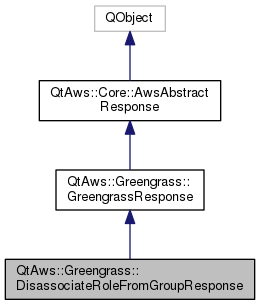 QObject
QtAws::Core::AwsAbstract
Response
QtAws::Greengrass::
GreengrassResponse
QtAws::Greengrass::
DisassociateRoleFromGroupResponse